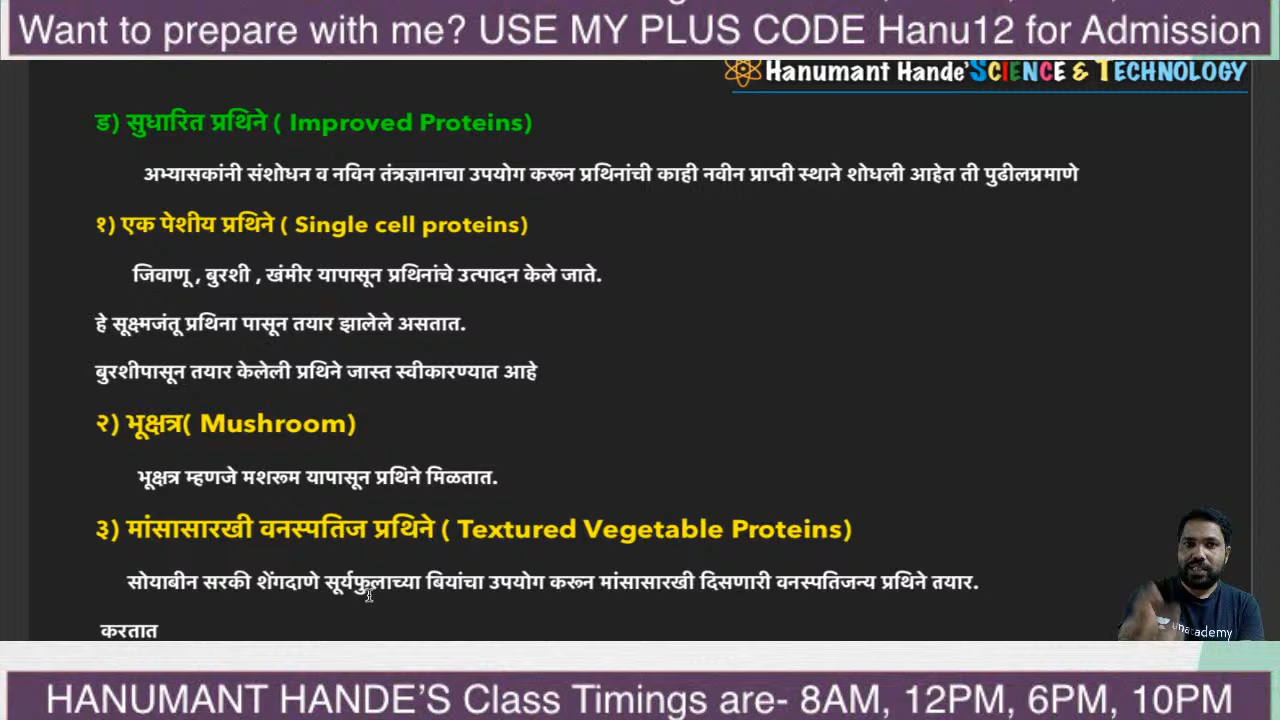 Want to prepare with me? USE MY PLUS CODE Hanu12 for Admission
Hanumant Hande'SCIENCE & TECHNOLOGY
ड) सुधारित प्रथिने ( Improved Proteins)
अभ्यासकांनी संशोधन व नविन तंत्रज्ञानाचा उपयोग करून प्रथिनांची काही नवीन प्राप्ती स्थाने शोधली आहेत ती पुढीलप्रमाणे
१) एक पेशीय प्रथिने ( Single cell proteins)
जिवाणू , बुरशी , खंमीर यापासून प्रथिनांचे उत्पादन केले जाते.
हे सूक्ष्मजंतू प्रथिना पासून तयार झालेले असतात.
बुरशीपासून तयार केलेली प्रथिने जास्त स्वीकारण्यात आहे
२) भूक्षत्र( Mushroom)
भूक्षत्र म्हणजे मशरूम यापासून प्रथिने मिळतात.
३) मांसासारखी वनस्पतिज प्रथिने ( Textured Vegetable Proteins)
सोयाबीन सरकी शेंगदाणे सूर्यफुलाच्या बियांचा उपयोग करून मांसासारखी दिसणारी वनस्पतिजन्य प्रथिने तयार.
करतात
unacademy
HANUMANT HANDE'S Class Timings are- 8AM, 12PM, 6PM, 10PM